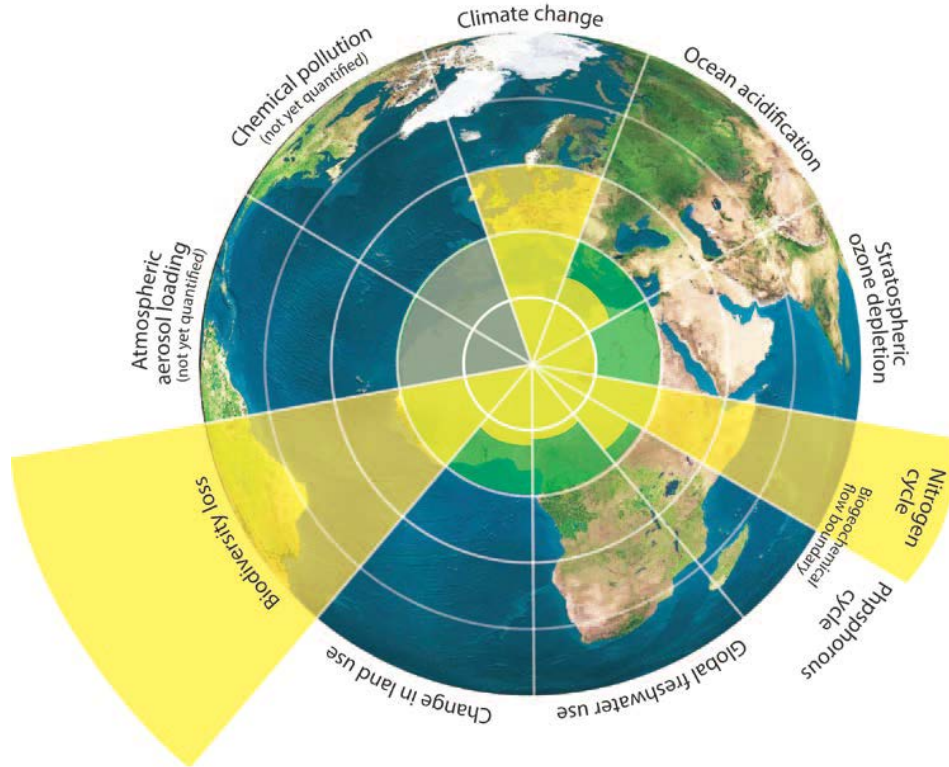 Climate change
Ocean acidification
Stratospheric
ozone depletion
Nitrogen
cycle
Biogeochemical
flow boundary
Phpsphorous
cycle
Global freshwater use
Change in land use
Biodiversity loss
Atmospheric
aerosol loading
(not yet quantified)
Chemical pollution
(not yet quantified)